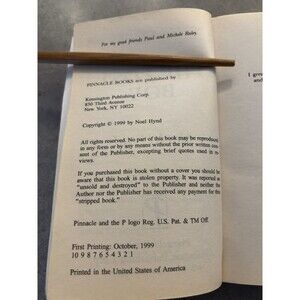 For my good friends Paul and Michele Rusky.
PINNACLE BOOKS are published by
Kensington Publishing Corp.
850 Third Avenue
New York, NY 10022
Copyright © 1999 by Noel Hynd
All rights reserved. No part of this book may be reproduced
in any form or by any means without the prior written con-
sent of the Publisher, excepting brief quotes used in re-
views.
If you purchased this book without a cover you should be
aware that this book is stolen property. It was reported as
"unsold and destroyed" to the Publisher and neither the
Author nor the Publisher has received any payment for this
"stripped book."
Pinnacle and the P logo Reg. U.S. Pat. & TM Off.
First Printing: October, 1999
10 9 8 7 6 5 4 3 2 1
Printed in the United States of America
I grea
and